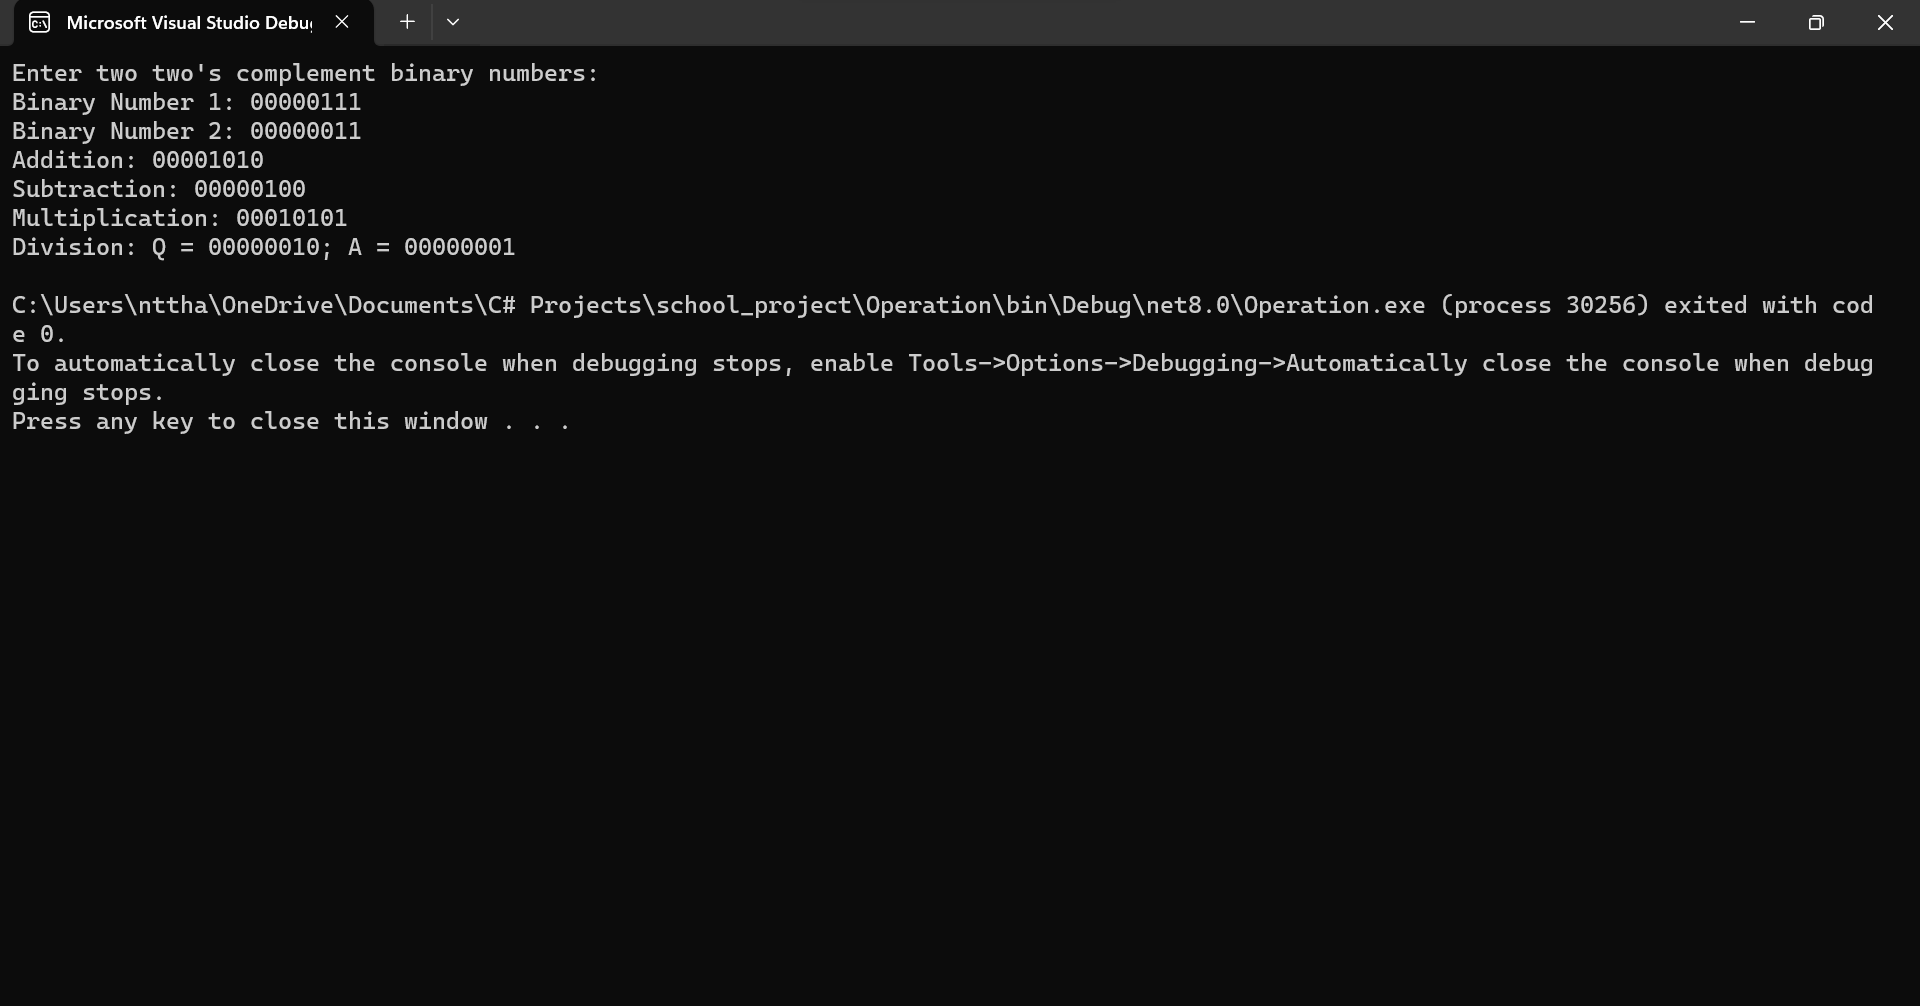 Microsoft Visual Studio Debu
Enter two two's complement binary numbers:
Binary Number 1: 00000111
Binary Number 2: 00000011
Addition: 00001010
Subtraction: 00000100
Multiplication: 00010101
Division: Q = 00000010; A = 00000001
C:\Users\nttha\OneDrive\Documents\C# Projects\school_project\Operation\bin\Debug\net8.0\Operation.exe (process 30256) exited with cod
e 0.
To automatically close the console when debugging stops, enable Tools->Options->Debugging->Automatically close the console when debug
ging stops.
Press any key to close this window . . .